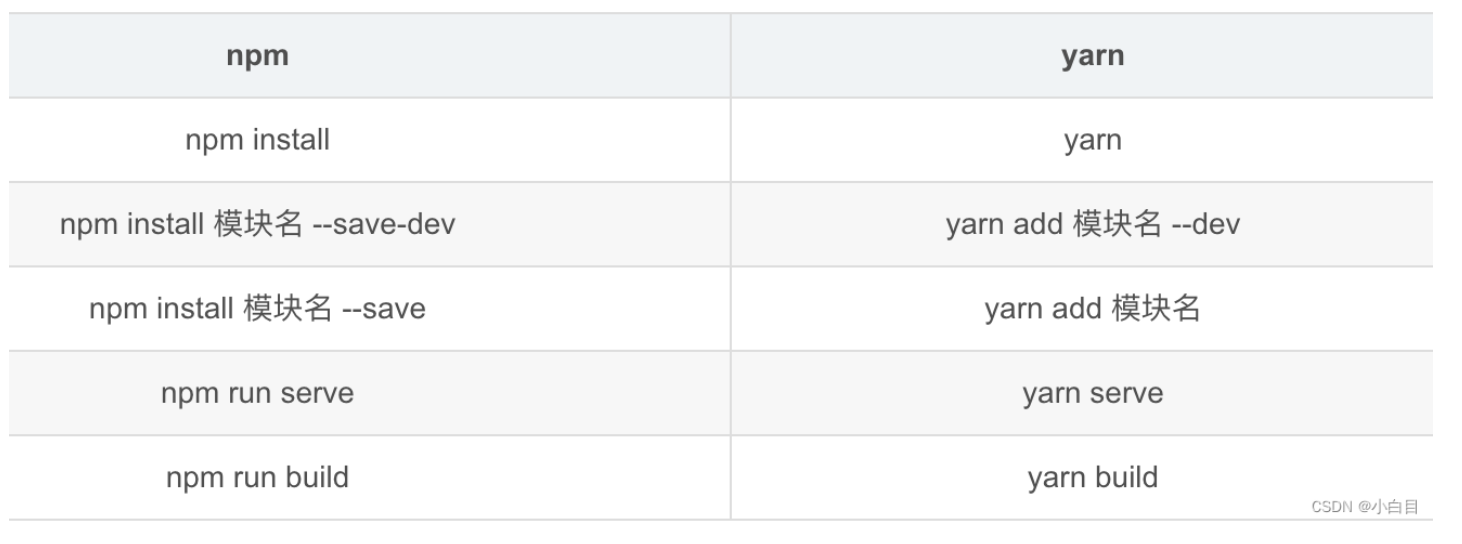 npm yarn
npm install yarn
npm install 模块名 --save-dev yarn add 模块名 --dev
npm install 模块名 --save yarn add 模块名
npm run serve yarn serve
npm run build yarn build
CSDN @小白目